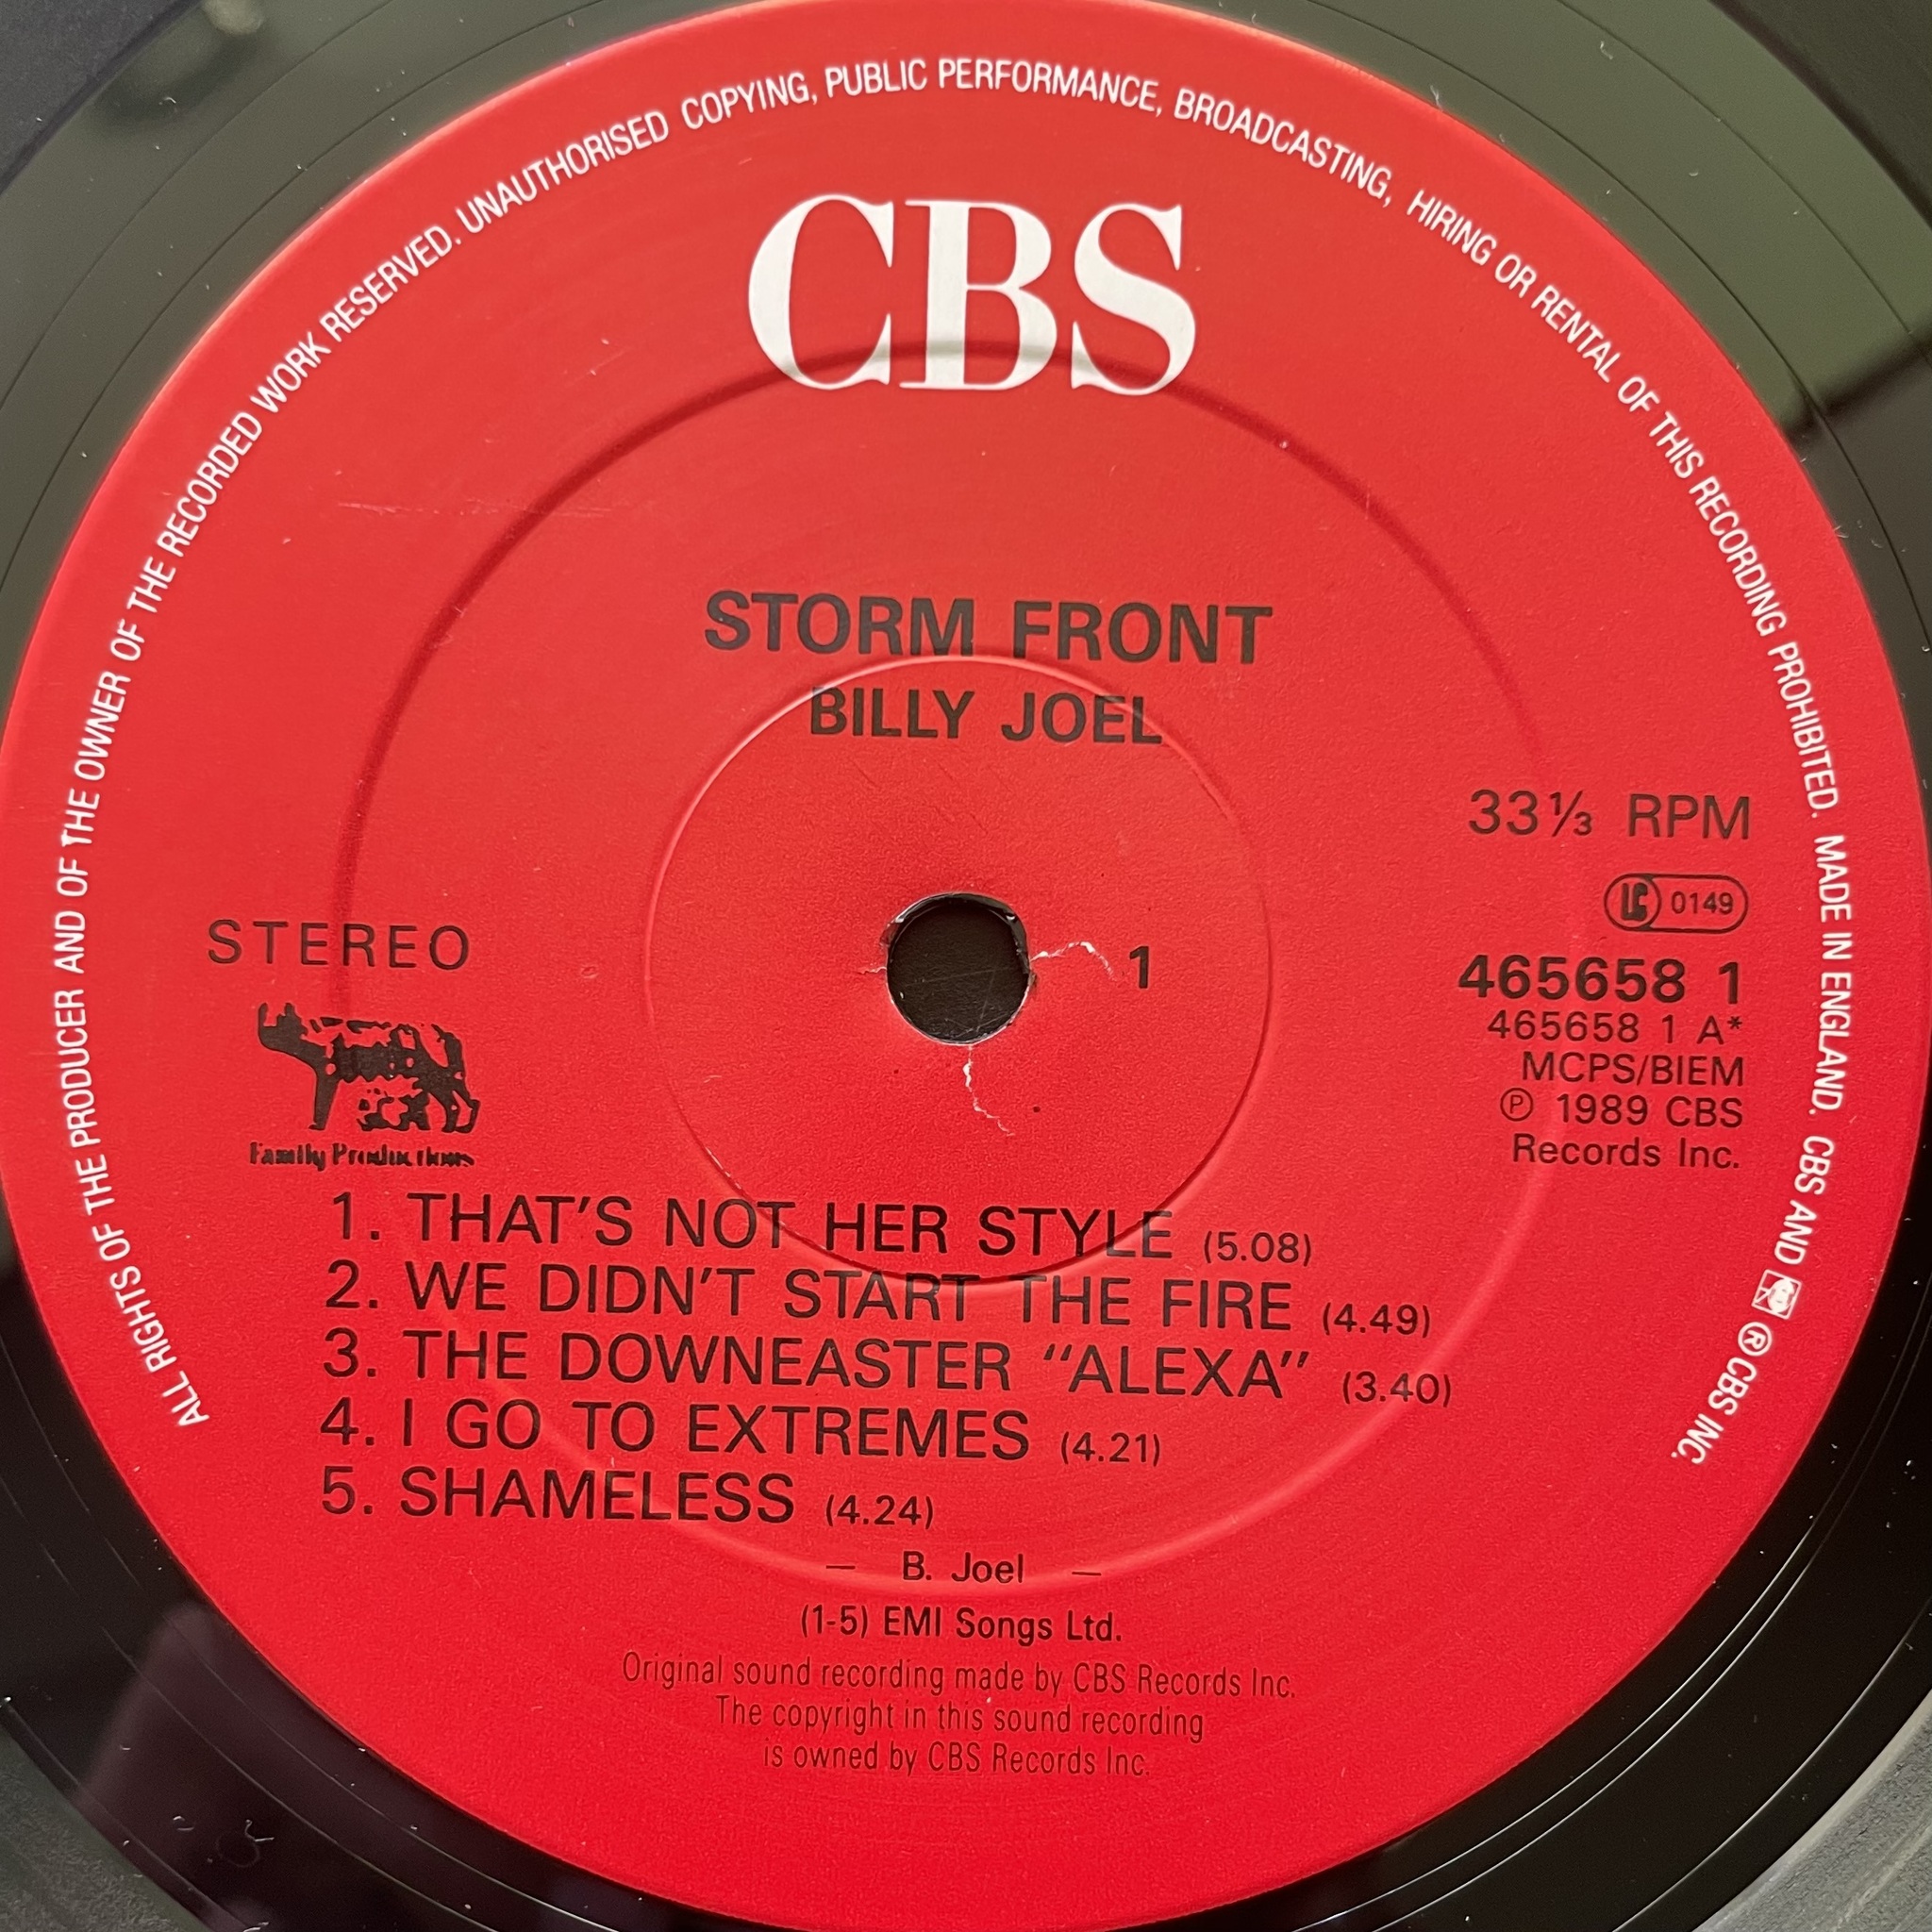 ALL RIGHTS OF THE PRODUCER AND OF THE OWNER OF THE RECORDED WORK RESERVED. UNAUTHORISED COPYING, PUBLIC PERFORMANCE, BROADCASTING, HIRING OR RENTAL OF THIS RECORDING PROHIBITED. MADE IN ENGLAND. CBS AND ® CBS INC.
CBS
STORM FRONT
BILLY JOEL
33⅓ RPM
LC 0149
STEREO
1
465658 1
465658 1 A*
MCPS/BIEM
℗ 1989 CBS
Records Inc.
Family Productions
1. THAT'S NOT HER STYLE (5.08)
2. WE DIDN'T START THE FIRE (4.49)
3. THE DOWNEASTER "ALEXA" (3.40)
4. I GO TO EXTREMES (4.21)
5. SHAMELESS (4.24)
— B. Joel —
(1-5) EMI Songs Ltd.
Original sound recording made by CBS Records Inc.
The copyright in this sound recording
is owned by CBS Records Inc.